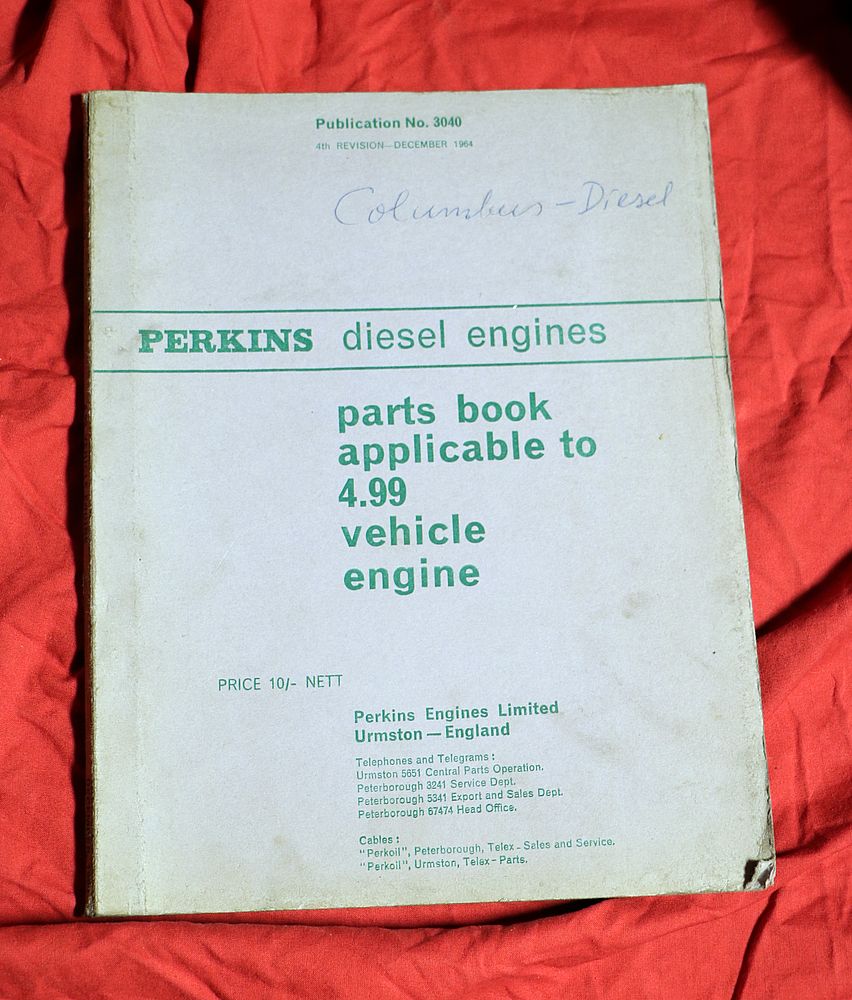 Publication No. 3040
4th REVISION—DECEMBER 1964
Columbus - Diesel
PERKINS diesel engines
parts book
applicable to
4.99
vehicle
engine
PRICE 10/- NETT
Perkins Engines Limited
Urmston — England
Telephones and Telegrams :
Urmston 5651 Central Parts Operation.
Peterborough 3241 Service Dept.
Peterborough 5341 Export and Sales Dept.
Peterborough 67474 Head Office.
Cables :
"Perkoil", Peterborough, Telex - Sales and Service.
"Perkoil", Urmston, Telex - Parts.